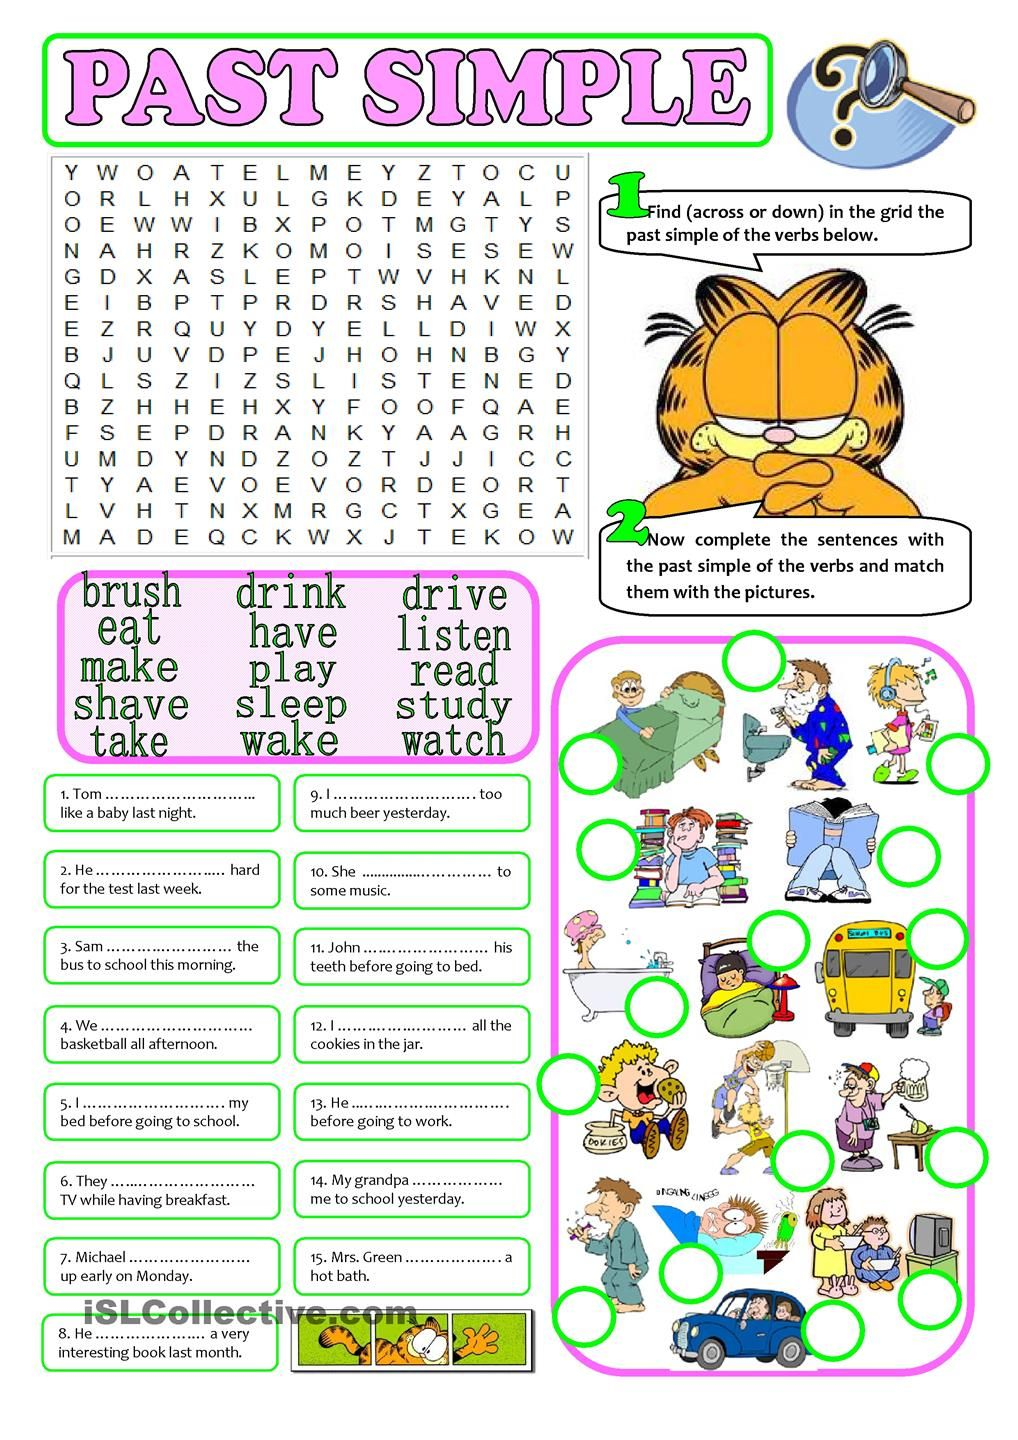 PAST SIMPLE
Y W O A T E L M E Y Z T O C U
O R L H X U L G K D E Y A L P
O E W W I B X P O T M G T Y S
N A H R Z K O M O I S E S E W
G D X A S L E P T W V H K N L
E I B P T P R D R S H A V E D
E Z R Q U Y D Y E L L D I W X
B J U V D P E J H O H N B G Y
Q L S Z I Z S L I S T E N E D
B Z H H E H X Y F O O F Q A E
F S E P D R A N K Y A A G R H
U M D Y N D Z O Z T J J I C C
T Y A E V O E V O R D E O R T
L V H T N X M R G C T X G E A
M A D E Q C K W X J T E K O W
1 Find (across or down) in the grid the
past simple of the verbs below.
2 Now complete the sentences with
the past simple of the verbs and match
them with the pictures.
brush drink drive
eat have listen
make play read
shave sleep study
take wake watch
1. Tom ……………………….
like a baby last night.
2. He …………………….. hard
for the test last week.
3. Sam …………………… the
bus to school this morning.
4. We ……………………….
basketball all afternoon.
5. I ………………………. my
bed before going to school.
6. They ………………………
TV while having breakfast.
7. Michael ……………………
up early on Monday.
8. He …………………. a very
interesting book last month.
9. I ………………………. too
much beer yesterday.
10. She …………………… to
some music.
11. John …………………… his
teeth before going to bed.
12. I …………………… all the
cookies in the jar.
13. He ………………………….
before going to work.
14. My grandpa ………………
me to school yesterday.
15. Mrs. Green ………………. a
hot bath.
iSLCollective.com
SCHOOL BUS
OOKIES